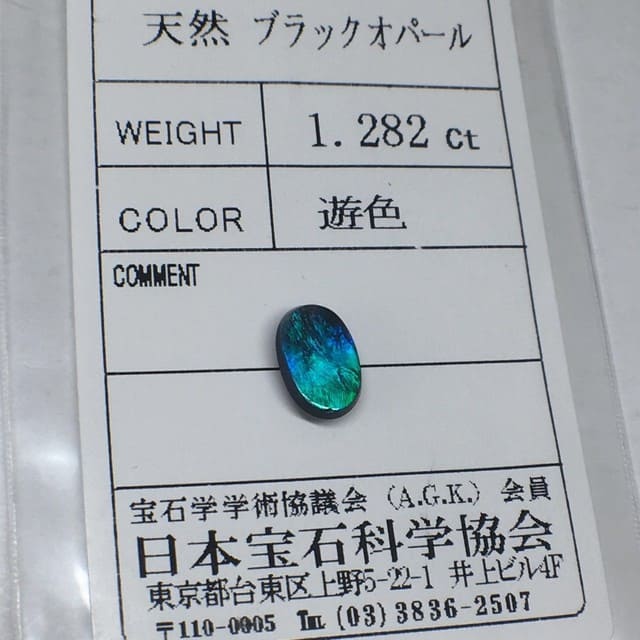 天然 ブラックオパール
WEIGHT 1.282 ct
COLOR 遊色
COMMENT
宝石学学術協議会 (A.G.K.) 会員
日本宝石科学協会
東京都台東区上野5-22-1 井上ビル4F
〒110-0005 ℡ (03) 3836-2507